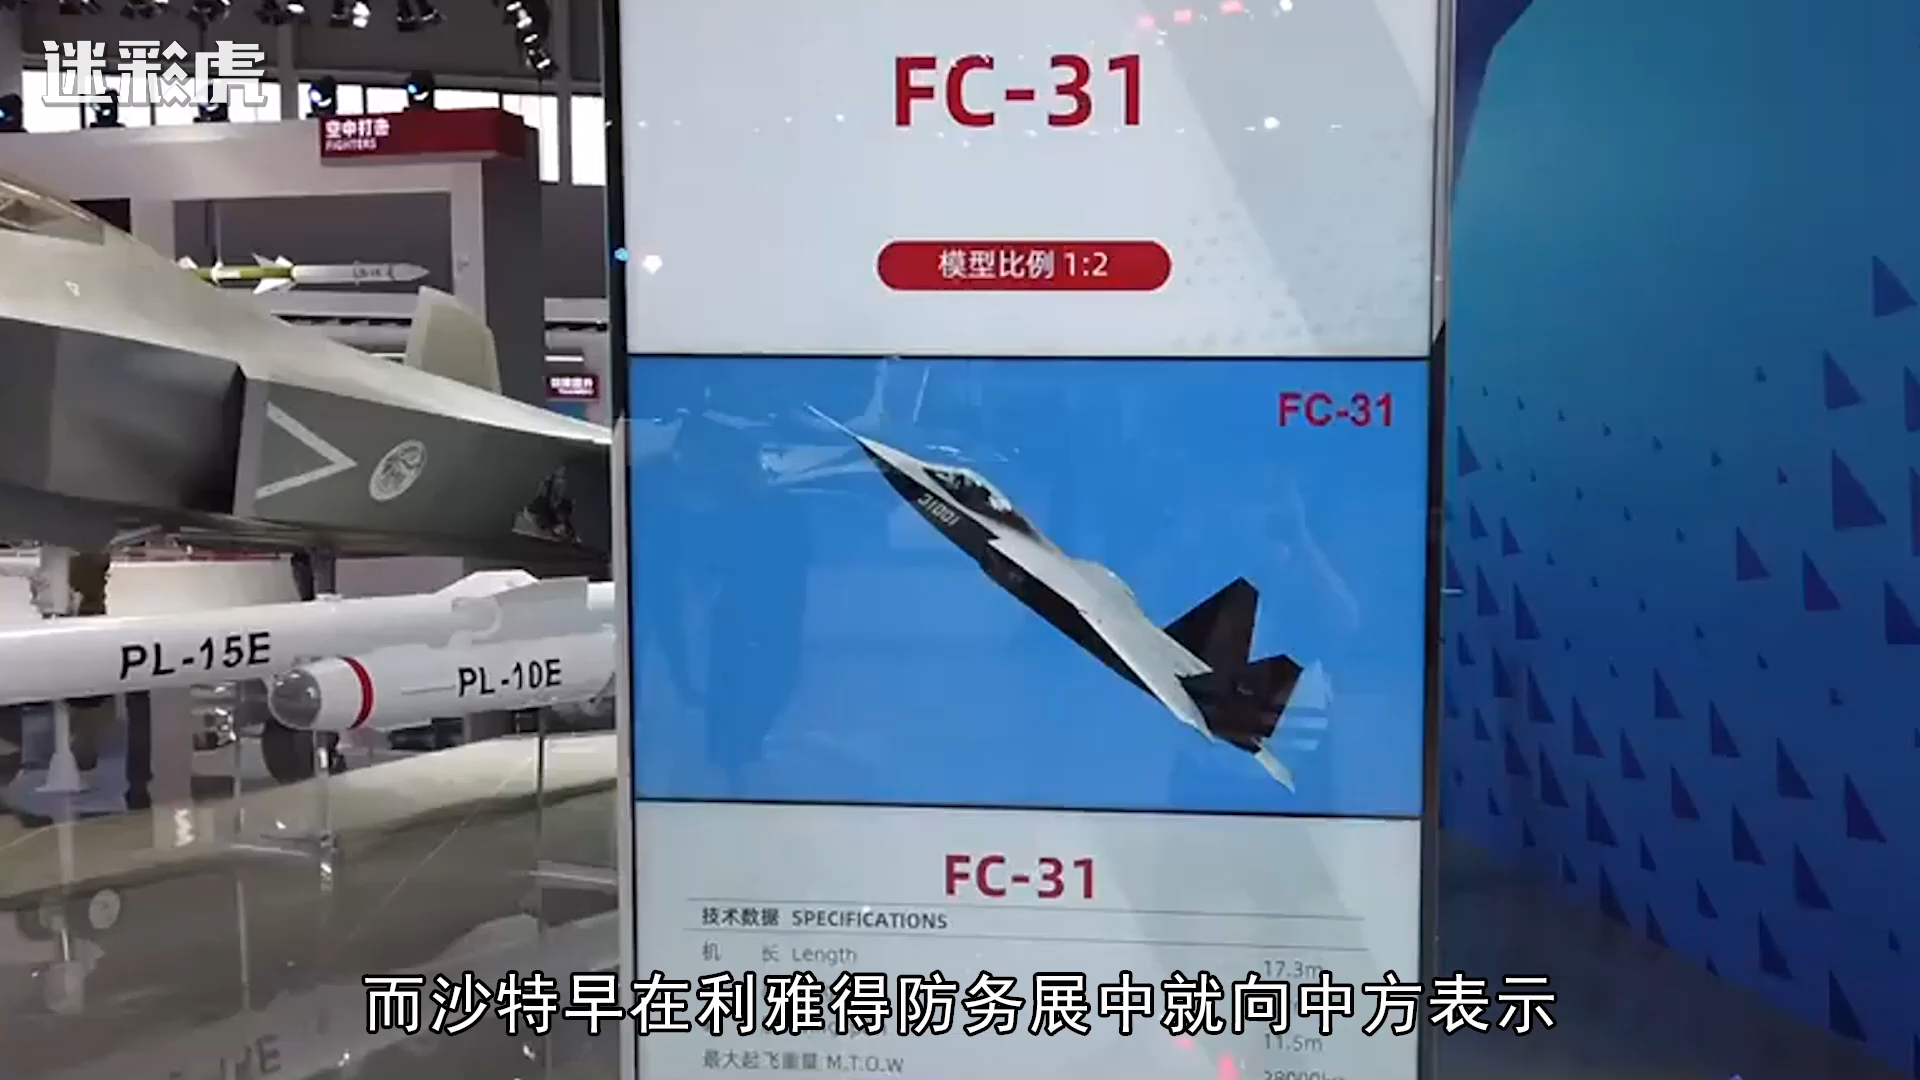 迷彩虎
空中打击
FIGHTERS
FC-31
模型比例 1:2
FC-31
31001
PL-15E
PL-10E
FC-31
技术数据 SPECIFICATIONS
机 长 Length
17.3m
而沙特早在利雅得防务展中就向中方表示
11.5m
最大起飞重量 M.T.O.W
28000kg